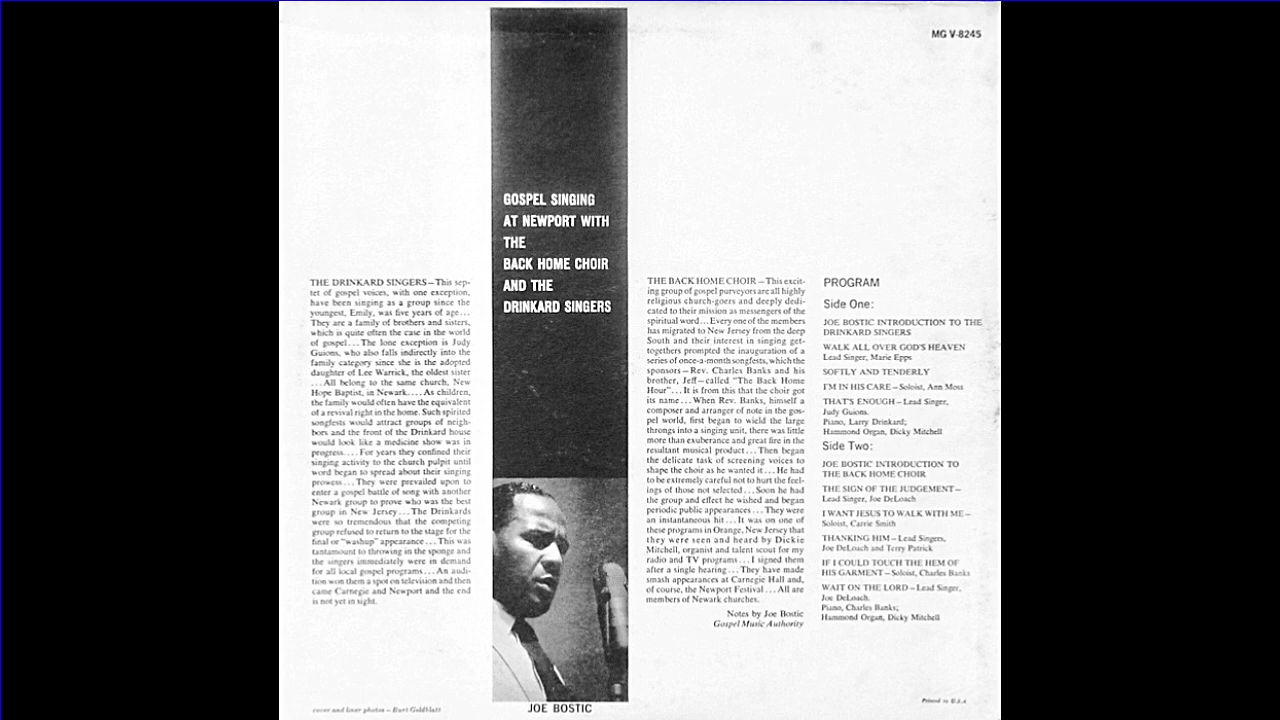 MG V-8245
GOSPEL SINGING
AT NEWPORT WITH
THE
BACK HOME CHOIR
AND THE
DRINKARD SINGERS
THE DRINKARD SINGERS—This sep-
tet of gospel voices, with one exception,
have been singing as a group since the
youngest, Emily, was five years of age...
They are a family of brothers and sisters,
which is quite often the case in the world
of gospel... The lone exception is Judy
Guions, who also falls indirectly into the
family category since she is the adopted
daughter of Lee Warrick, the oldest sister
...All belong to the same church, New
Hope Baptist, in Newark....As children,
the family would often have the equivalent
of a revival right in the home. Such spirited
songfests would attract groups of neigh-
bors and the front of the Drinkard house
would look like a medicine show was in
progress.... For years they confined their
singing activity to the church pulpit until
word began to spread about their singing
prowess...They were prevailed upon to
enter a gospel battle of song with another
Newark group to prove who was the best
group in New Jersey...The Drinkards
were so tremendous that the competing
group refused to return to the stage for the
final or "washup" appearance...This was
tantamount to throwing in the sponge and
the singers immediately were in demand
for all local gospel programs...An audi-
tion won them a spot on television and then
came Carnegie and Newport and the end
is not yet in sight.
THE BACK HOME CHOIR—This excit-
ing group of gospel purveyors are all highly
religious church-goers and deeply dedi-
cated to their mission as messengers of the
spiritual word...Every one of the members
has migrated to New Jersey from the deep
South and their interest in singing get-
togethers prompted the inauguration of a
series of once-a-month songfests, which the
sponsors—Rev. Charles Banks and his
brother, Jeff—called "The Back Home
Hour"...It is from this that the choir got
its name...When Rev. Banks, himself a
composer and arranger of note in the gos-
pel world, first began to wield the large
throngs into a singing unit, there was little
more than exuberance and great fire in the
resultant musical product...Then began
the delicate task of screening voices to
shape the choir as he wanted it...He had
to be extremely careful not to hurt the feel-
ings of those not selected...Soon he had
the group and effect he wished and began
periodic public appearances...They were
an instantaneous hit...It was on one of
these programs in Orange, New Jersey that
they were seen and heard by Dickie
Mitchell, organist and talent scout for my
radio and TV programs...I signed them
after a single hearing...They have made
smash appearances at Carnegie Hall and,
of course, the Newport Festival...All are
members of Newark churches.
Notes by Joe Bostic
Gospel Music Authority
PROGRAM
Side One:
JOE BOSTIC INTRODUCTION TO THE
DRINKARD SINGERS
WALK ALL OVER GOD'S HEAVEN
Lead Singer, Marie Epps
SOFTLY AND TENDERLY
I'M IN HIS CARE—Soloist, Ann Moss
THAT'S ENOUGH—Lead Singer,
Judy Guions.
Piano, Larry Drinkard;
Hammond Organ, Dicky Mitchell
Side Two:
JOE BOSTIC INTRODUCTION TO
THE BACK HOME CHOIR
THE SIGN OF THE JUDGEMENT—
Lead Singer, Joe DeLoach
I WANT JESUS TO WALK WITH ME—
Soloist, Carrie Smith
THANKING HIM—Lead Singers,
Joe DeLoach and Terry Patrick
IF I COULD TOUCH THE HEM OF
HIS GARMENT—Soloist, Charles Banks
WAIT ON THE LORD—Lead Singer,
Joe DeLoach.
Piano, Charles Banks;
Hammond Organ, Dicky Mitchell
cover and liner photos—Burt Goldblatt
JOE BOSTIC
Printed in U.S.A